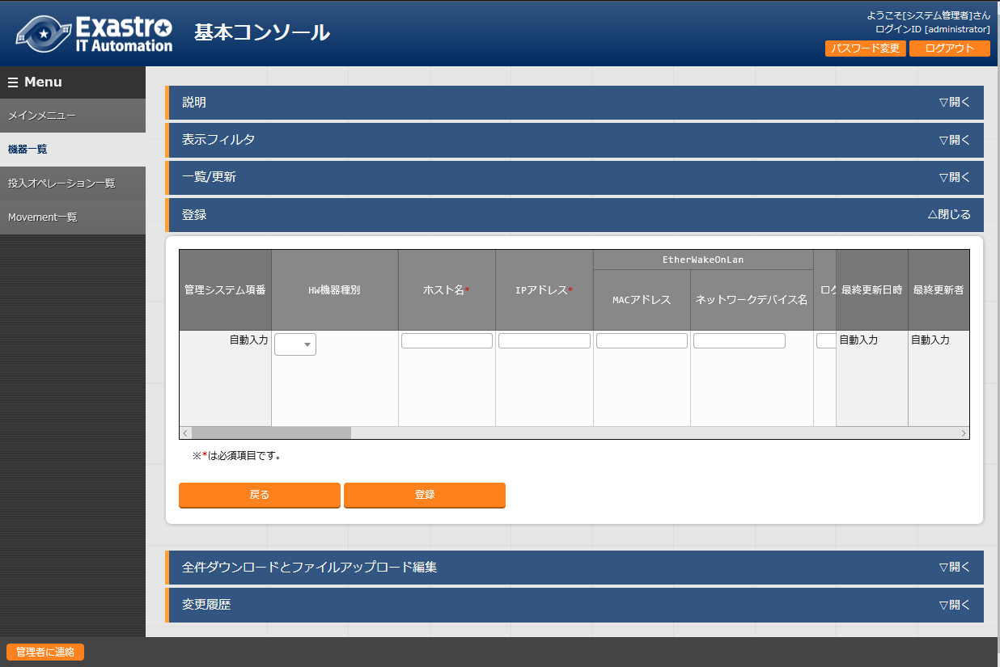 Exastro
IT Automation
基本コンソール
ようこそ[システム管理者]さん
ログインID [administrator]
パスワード変更
ログアウト
☰ Menu
メインメニュー
機器一覧
投入オペレーション一覧
Movement一覧
説明
▽開く
表示フィルタ
▽開く
一覧/更新
▽開く
登録
△閉じる
EtherWakeOnLan
管理システム項番
HW機器種別
ホスト名*
IPアドレス*
MACアドレス
ネットワークデバイス名
ログ
最終更新日時
最終更新者
自動入力
自動入力
自動入力
※*は必須項目です。
戻る
登録
全件ダウンロードとファイルアップロード編集
▽開く
変更履歴
▽開く
管理者に連絡